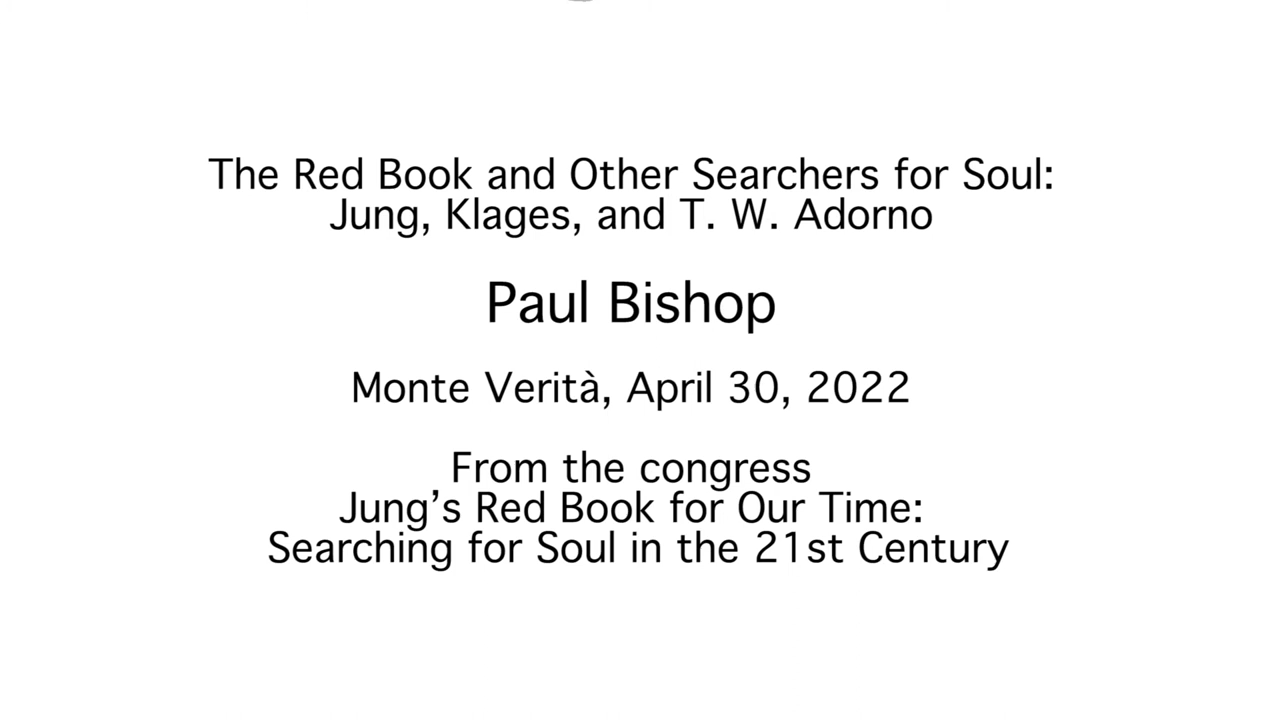 The Red Book and Other Searchers for Soul:
Jung, Klages, and T. W. Adorno
Paul Bishop
Monte Verità, April 30, 2022
From the congress
Jung’s Red Book for Our Time:
Searching for Soul in the 21st Century